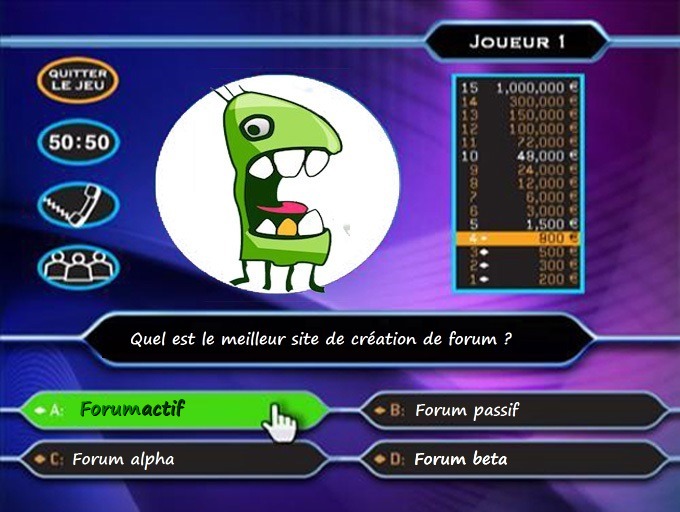 JOUEUR 1
QUITTER
LE JEU
50:50
15 1,000,000 €
14 300,000 €
13 150,000 €
12 100,000 €
11 72,000 €
10 48,000 €
9 24,000 €
8 12,000 €
7 6,000 €
6 3,000 €
5 1,500 €
4 800 €
3 500 €
2 300 €
1 200 €
Quel est le meilleur site de création de forum ?
A: Forumactif
B: Forum passif
C: Forum alpha
D: Forum beta